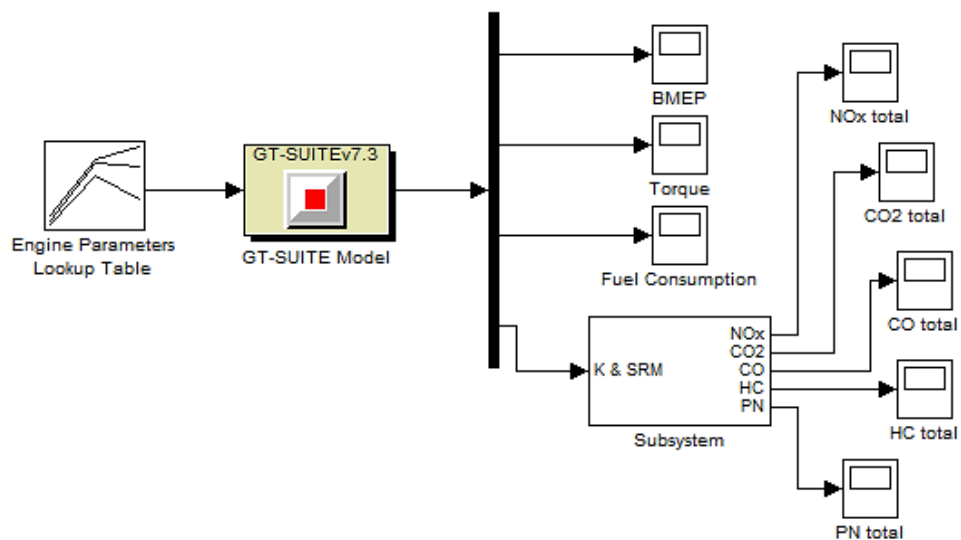 BMEP
NOx total
GT-SUITEv7.3
Torque
CO2 total
Engine Parameters
Lookup Table
GT-SUITE Model
Fuel Consumption
CO total
NOx
CO2
K & SRM
CO
HC
PN
HC total
Subsystem
PN total